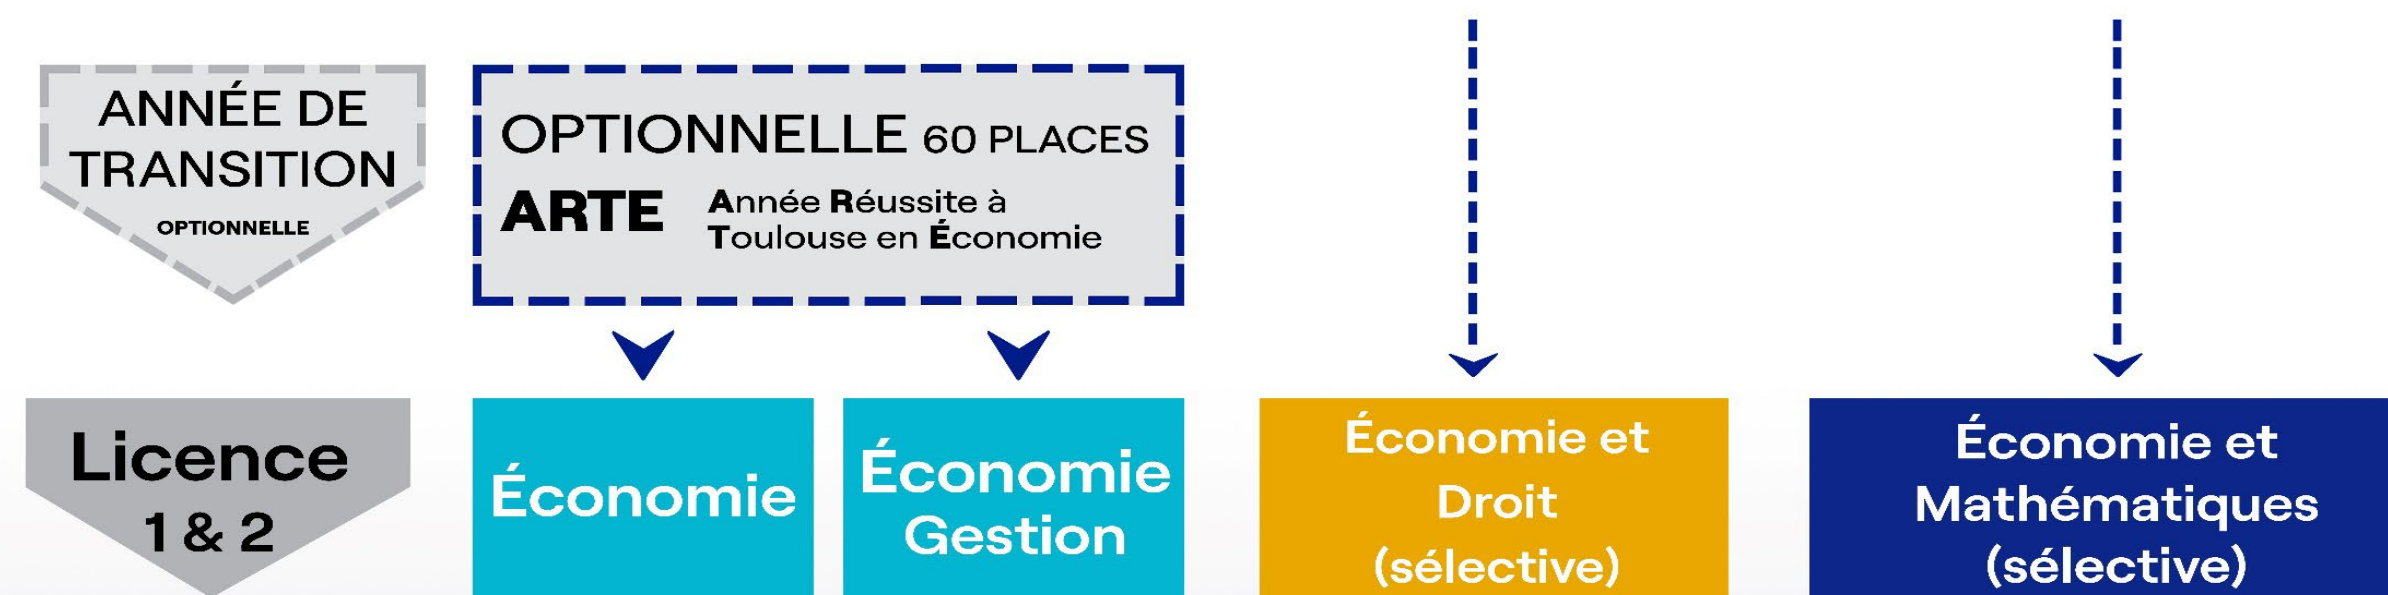 ANNÉE DE
TRANSITION
OPTIONNELLE
OPTIONNELLE 60 PLACES
ARTE Année Réussite à
Toulouse en Économie
Licence
1 & 2
Économie
Économie
Gestion
Économie et
Droit
(sélective)
Économie et
Mathématiques
(sélective)